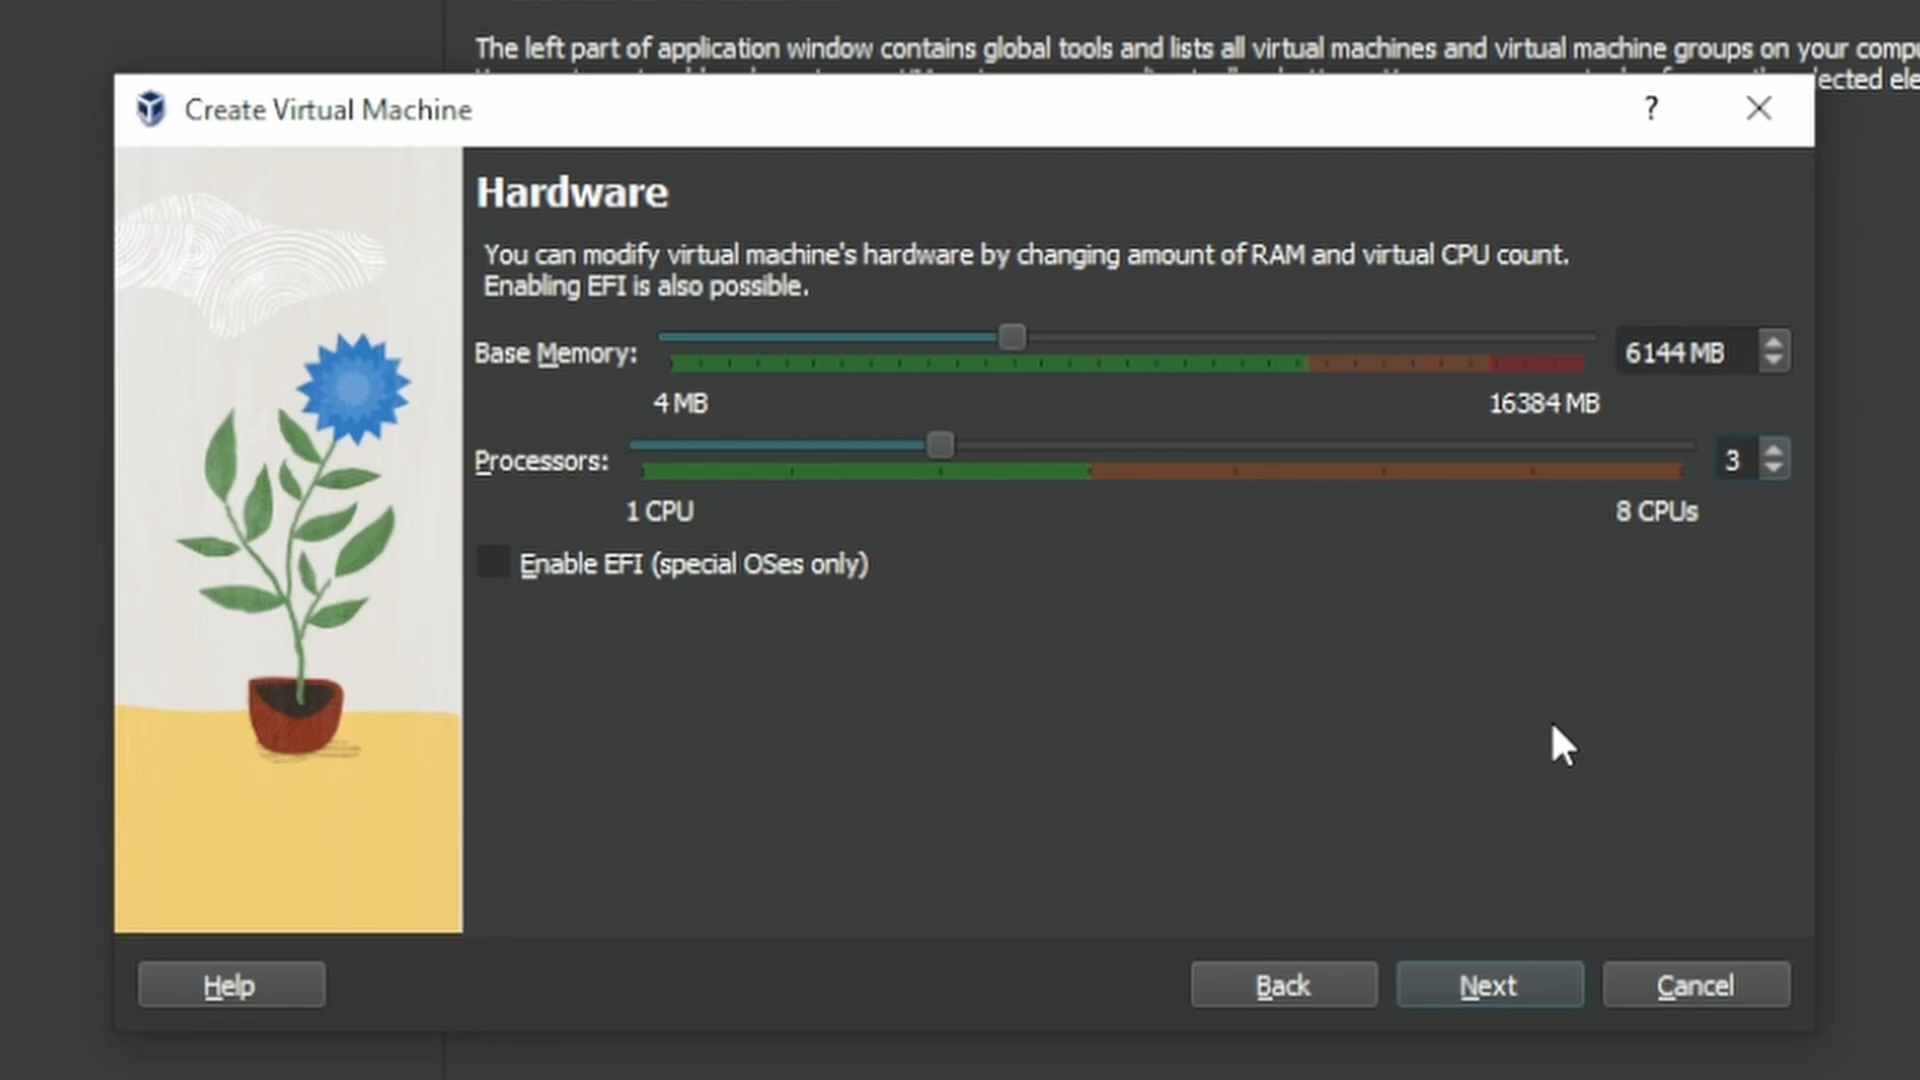 The left part of application window contains global tools and lists all virtual machines and virtual machine groups on your
ected
Create Virtual Machine
?
Hardware
You can modify virtual machine's hardware by changing amount of RAM and virtual CPU count.
Enabling EFI is also possible.
Base Memory:
6144 MB
4 MB
16384 MB
Processors:
3
1 CPU
8 CPUs
Enable EFI (special OSes only)
Help
Back
Next
Cancel